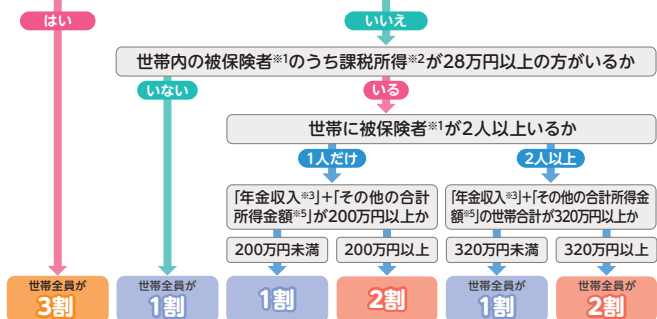 はい
いいえ
世帯内の被保険者※1のうち課税所得※2が28万円以上の方がいるか
いない
いる
世帯に被保険者※1が2人以上いるか
1人だけ
2人以上
「年金収入※3」+「その他の合計
所得金額※5」が200万円以上か
「年金収入※3」+「その他の合計所得金
額※5」の世帯合計が320万円以上か
200万円未満
200万円以上
320万円未満
320万円以上
世帯全員が
3割
世帯全員が
1割
1割
2割
世帯全員が
1割
世帯全員が
2割